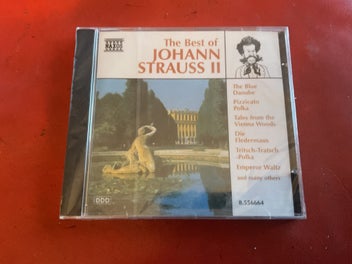 NAXOS
The Best of
JOHANN
STRAUSS II
The Blue
Danube
Pizzicato
Polka
Tales from the
Vienna Woods
Die
Fledermaus
Tritsch-Tratsch
-Polka
Emperor Waltz
and many others
DDD
8.556664